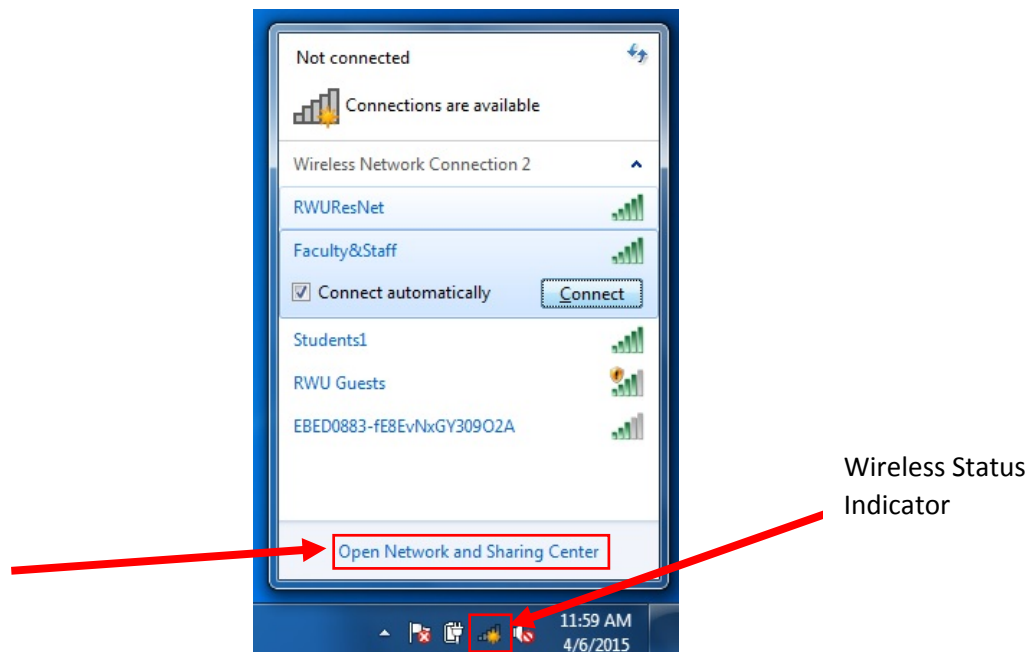 Not connected
Connections are available
Wireless Network Connection 2
RWUResNet
Faculty&Staff
Connect automatically
Connect
Students1
RWU Guests
EBED0883-fE8EvNxGY309O2A
Open Network and Sharing Center
Wireless Status
Indicator
11:59 AM
4/6/2015